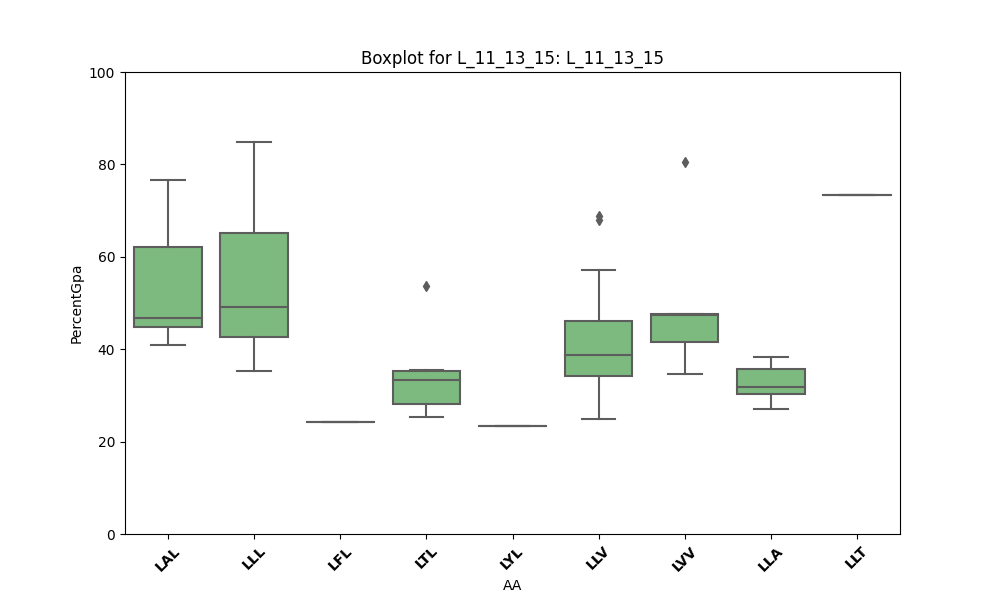 Boxplot for L_11_13_15: L_11_13_15
100
80
60
40
20
0
PercentGpa
LAL
LLL
LFL
LTL
LYL
LLV
LVV
LLA
LLT
AA